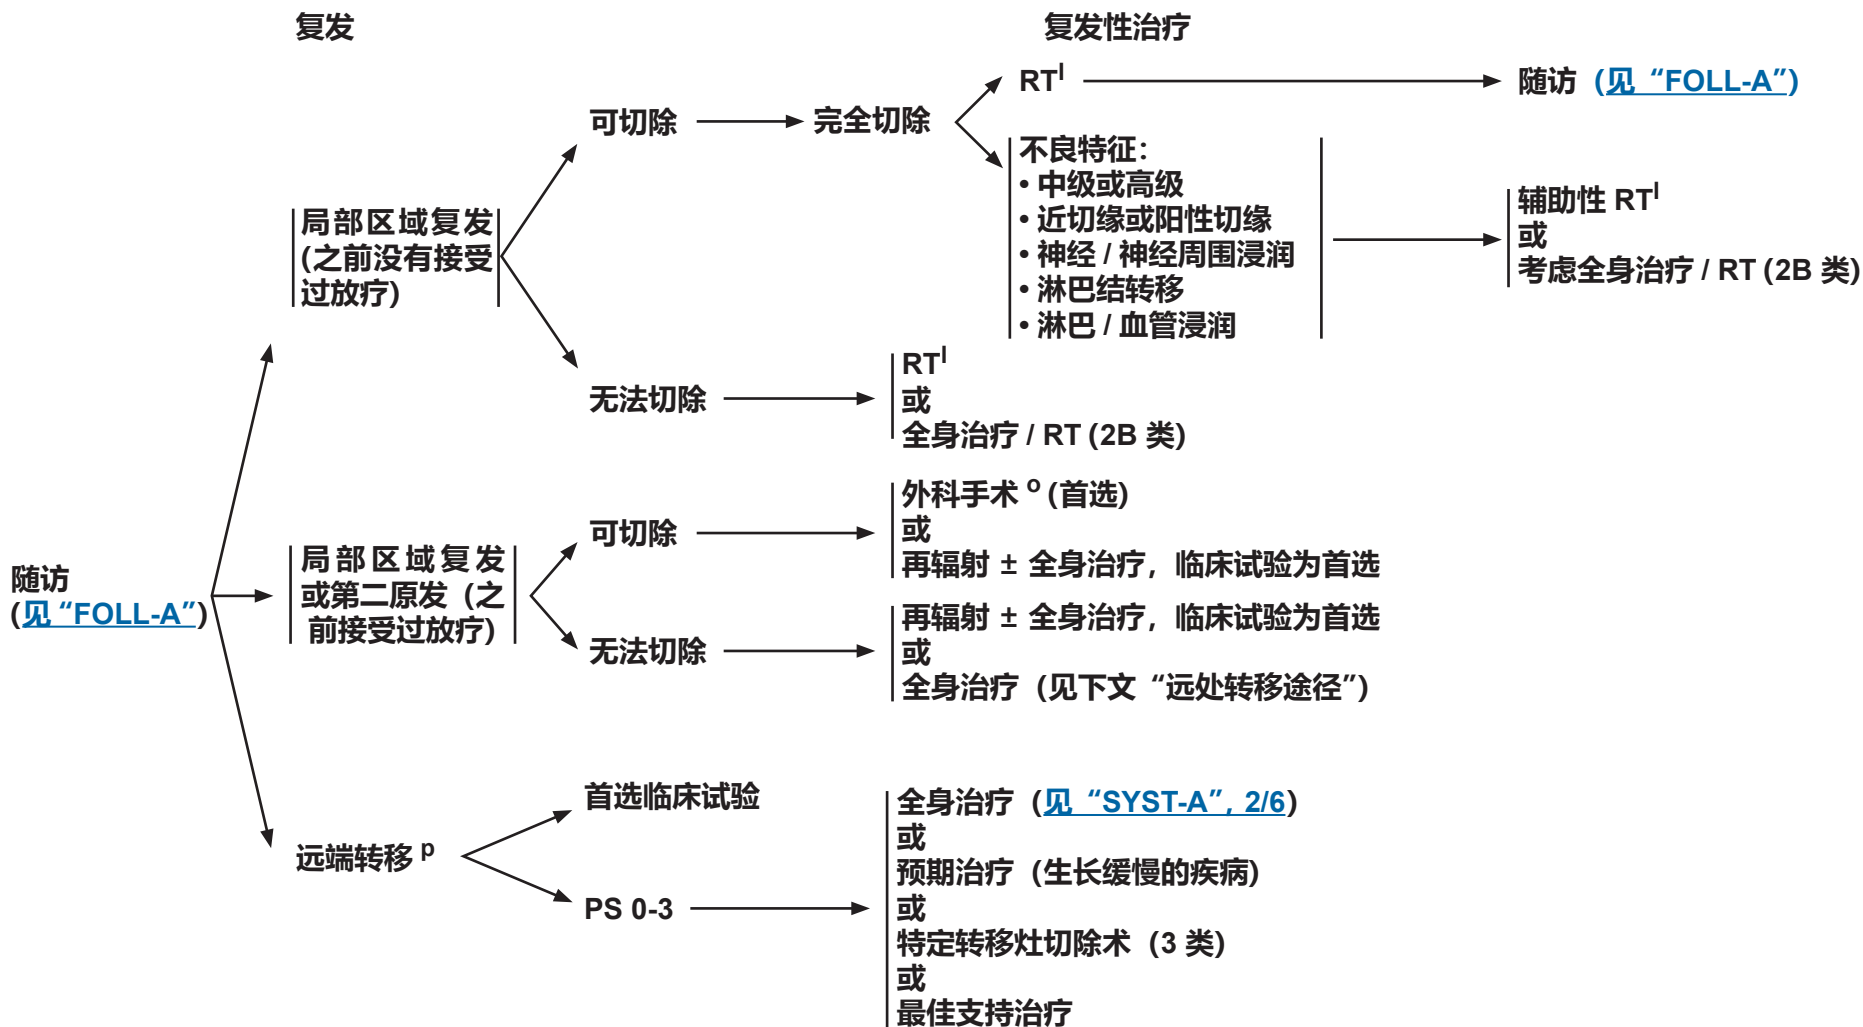 复发
复发性治疗
RTˡ
随访（见 “FOLL-A”）
可切除
完全切除
不良特征：
• 中级或高级
• 近切缘或阳性切缘
• 神经 / 神经周围浸润
• 淋巴结转移
• 淋巴 / 血管浸润
辅助性 RTˡ
或
考虑全身治疗 / RT (2B 类)
局部区域复发
(之前没有接受
过放疗)
无法切除
RTˡ
或
全身治疗 / RT (2B 类)
随访
(见 “FOLL-A”)
局部区域复发
或第二原发（之
前接受过放疗)
可切除
外科手术 ᵒ (首选)
或
再辐射 ± 全身治疗，临床试验为首选
无法切除
再辐射 ± 全身治疗，临床试验为首选
或
全身治疗（见下文 “远处转移途径”）
远端转移 ᵖ
首选临床试验
PS 0-3
全身治疗（见 “SYST-A”, 2/6）
或
预期治疗（生长缓慢的疾病）
或
特定转移灶切除术（3 类）
或
最佳支持治疗